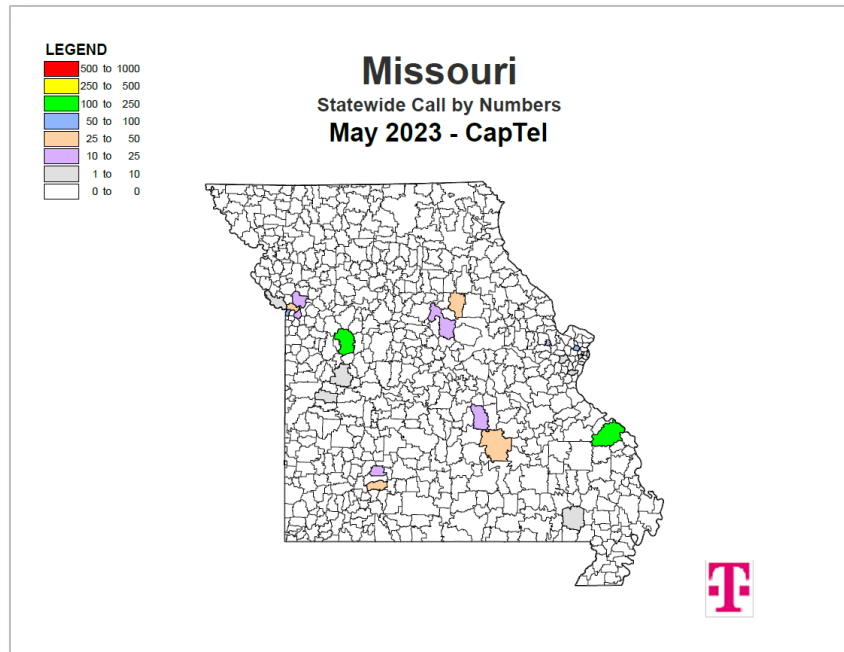 LEGEND
500 to 1000
250 to 500
100 to 250
50 to 100
25 to 50
10 to 25
1 to 10
0 to 0
Missouri
Statewide Call by Numbers
May 2023 - CapTel
T